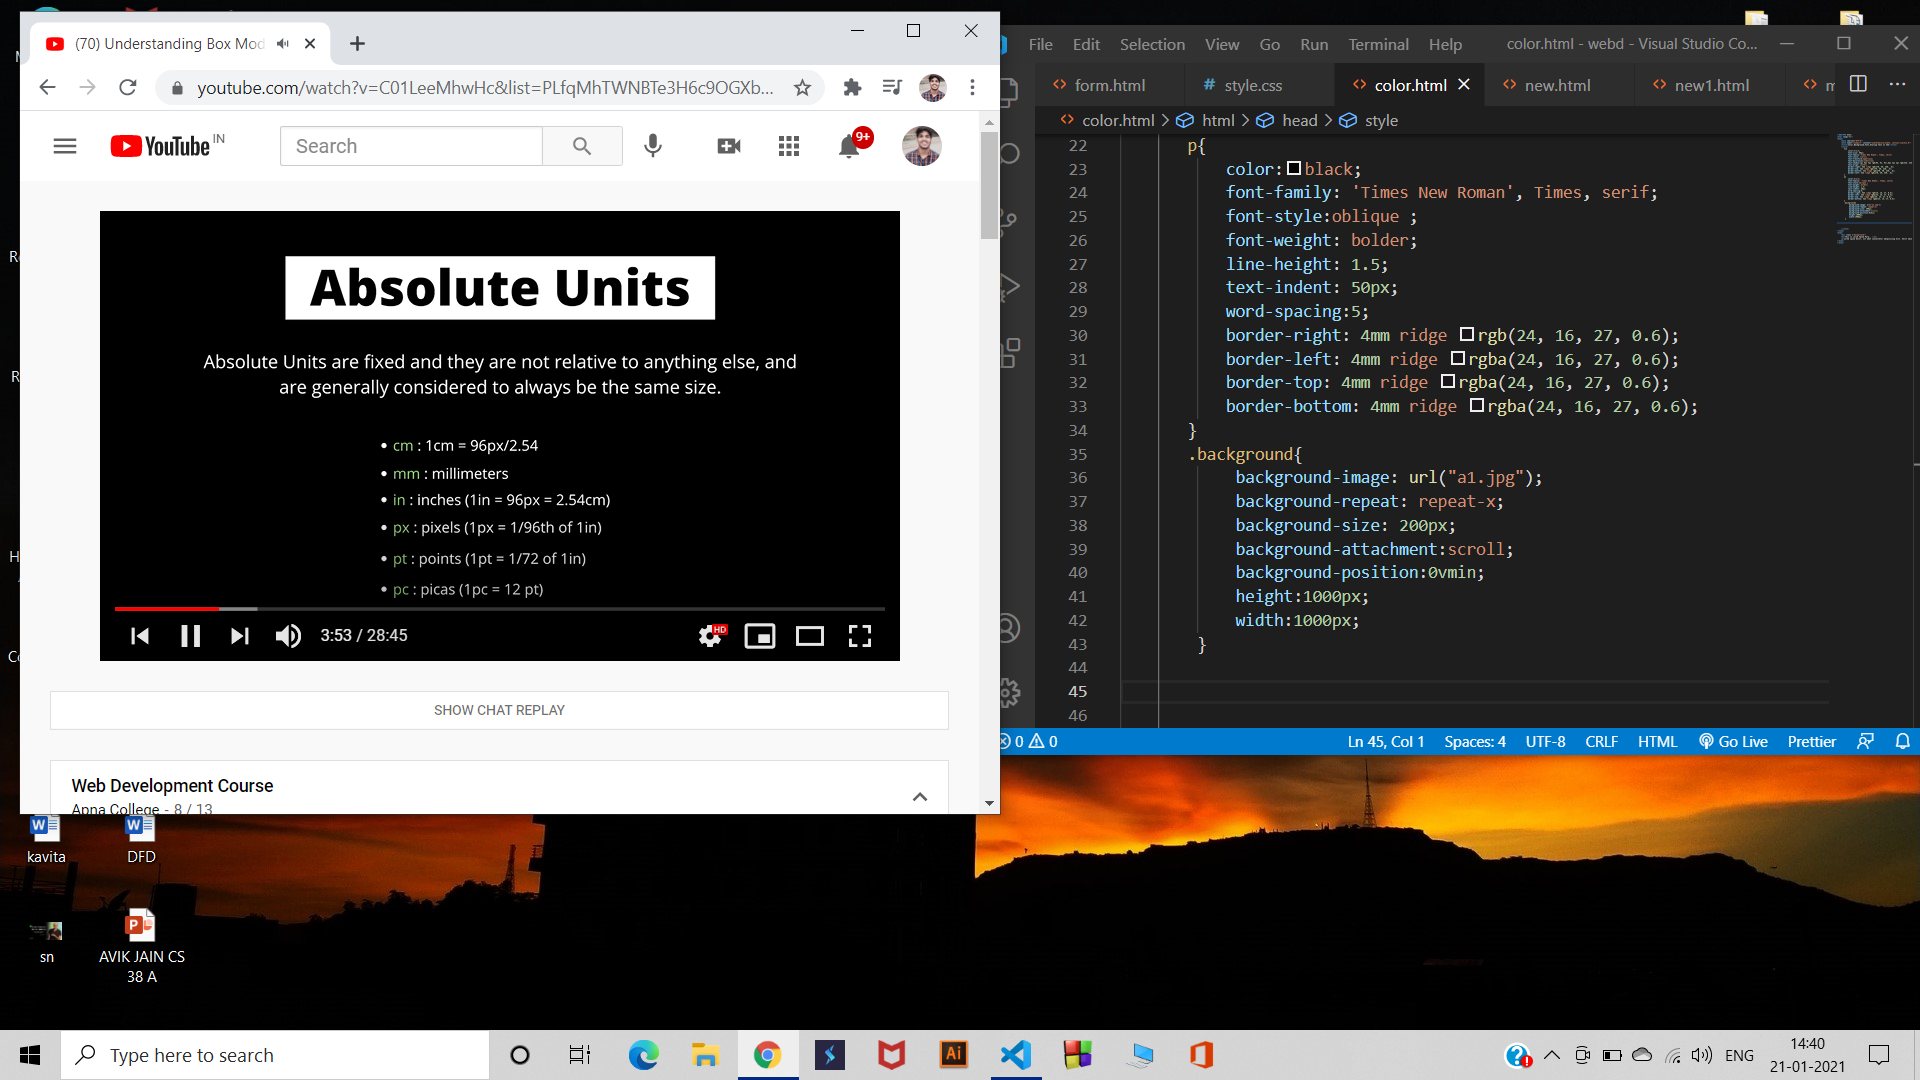 (70) Understanding Box Mod
youtube.com/watch?v=C01LeeMhwHc&list=PLfqMhTWNBTe3H6c9OGXb...
YouTube IN
Search
9+
Absolute Units
Absolute Units are fixed and they are not relative to anything else, and
are generally considered to always be the same size.
• cm : 1cm = 96px/2.54
• mm : millimeters
• in : inches (1in = 96px = 2.54cm)
• px : pixels (1px = 1/96th of 1in)
• pt : points (1pt = 1/72 of 1in)
• pc : picas (1pc = 12 pt)
3:53 / 28:45
HD
SHOW CHAT REPLAY
Web Development Course
Apna College - 8 / 13
File Edit Selection View Go Run Terminal Help
color.html - webd - Visual Studio Co...
form.html
# style.css
color.html
new.html
new1.html
color.html > html > head > style
22 p{
23 color: black;
24 font-family: 'Times New Roman', Times, serif;
25 font-style:oblique ;
26 font-weight: bolder;
27 line-height: 1.5;
28 text-indent: 50px;
29 word-spacing:5;
30 border-right: 4mm ridge rgb(24, 16, 27, 0.6);
31 border-left: 4mm ridge rgba(24, 16, 27, 0.6);
32 border-top: 4mm ridge rgba(24, 16, 27, 0.6);
33 border-bottom: 4mm ridge rgba(24, 16, 27, 0.6);
34 }
35 .background{
36 background-image: url("a1.jpg");
37 background-repeat: repeat-x;
38 background-size: 200px;
39 background-attachment:scroll;
40 background-position:0vmin;
41 height:1000px;
42 width:1000px;
43 }
44
45
46
0 0
Ln 45, Col 1 Spaces: 4 UTF-8 CRLF HTML Go Live Prettier
kavita
DFD
sn
AVIK JAIN CS
38 A
Type here to search
Ai
ENG
14:40
21-01-2021